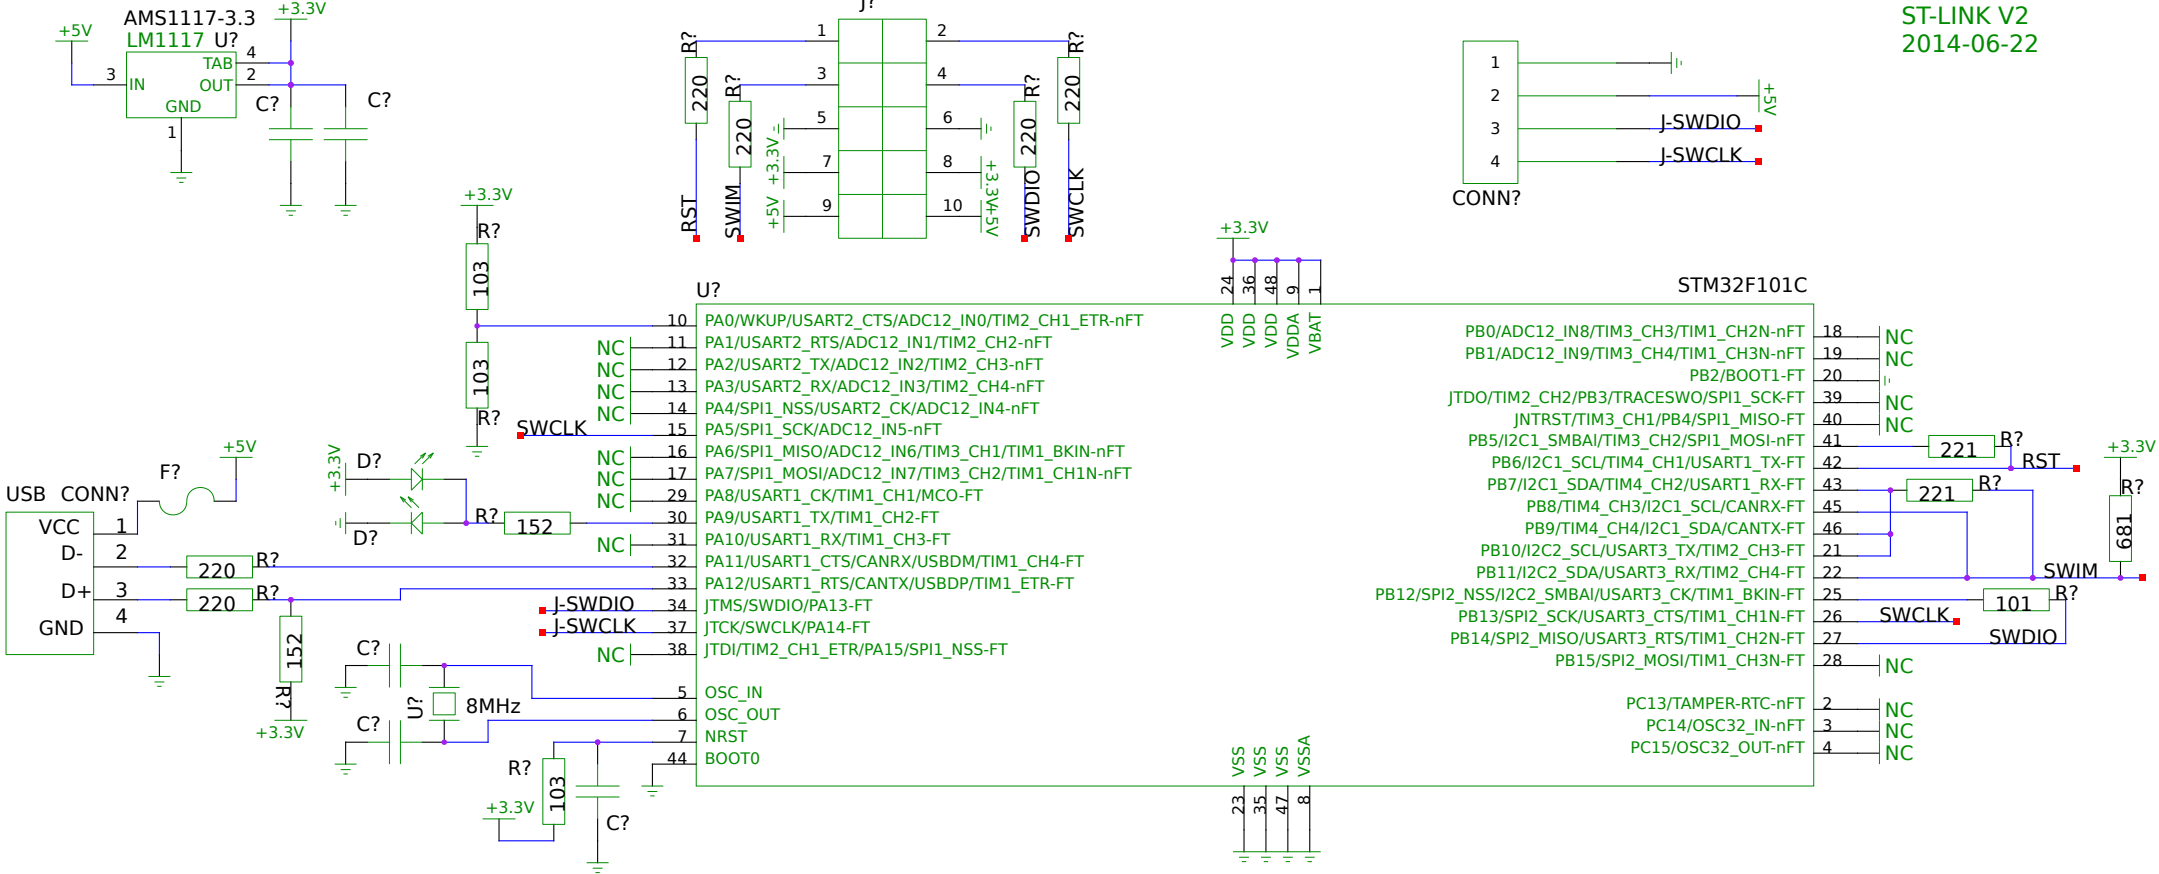 AMS1117-3.3
LM1117 U?
+3.3V
+5V
TAB
4
3
IN
OUT
2
GND
1
C?
C?
J?
1
2
3
4
5
6
7
8
9
10
R?
220
R?
220
R?
220
R?
220
+3.3V
+5V
+3.3V
+5V
RST
SWIM
SWDIO
SWCLK
ST-LINK V2
2014-06-22
1
2
3
4
+5V
J-SWDIO
J-SWCLK
CONN?
+3.3V
R?
103
103
R?
+3.3V
24
36
48
9
1
VDD
VDD
VDD
VDDA
VBAT
U?
STM32F101C
10 PA0/WKUP/USART2_CTS/ADC12_IN0/TIM2_CH1_ETR-nFT
NC 11 PA1/USART2_RTS/ADC12_IN1/TIM2_CH2-nFT
NC 12 PA2/USART2_TX/ADC12_IN2/TIM2_CH3-nFT
NC 13 PA3/USART2_RX/ADC12_IN3/TIM2_CH4-nFT
NC 14 PA4/SPI1_NSS/USART2_CK/ADC12_IN4-nFT
SWCLK 15 PA5/SPI1_SCK/ADC12_IN5-nFT
NC 16 PA6/SPI1_MISO/ADC12_IN6/TIM3_CH1/TIM1_BKIN-nFT
NC 17 PA7/SPI1_MOSI/ADC12_IN7/TIM3_CH2/TIM1_CH1N-nFT
NC 29 PA8/USART1_CK/TIM1_CH1/MCO-FT
30 PA9/USART1_TX/TIM1_CH2-FT
NC 31 PA10/USART1_RX/TIM1_CH3-FT
32 PA11/USART1_CTS/CANRX/USBDM/TIM1_CH4-FT
33 PA12/USART1_RTS/CANTX/USBDP/TIM1_ETR-FT
J-SWDIO 34 JTMS/SWDIO/PA13-FT
J-SWCLK 37 JTCK/SWCLK/PA14-FT
NC 38 JTDI/TIM2_CH1_ETR/PA15/SPI1_NSS-FT
5 OSC_IN
6 OSC_OUT
7 NRST
44 BOOT0
PB0/ADC12_IN8/TIM3_CH3/TIM1_CH2N-nFT 18 NC
PB1/ADC12_IN9/TIM3_CH4/TIM1_CH3N-nFT 19 NC
PB2/BOOT1-FT 20
JTDO/TIM2_CH2/PB3/TRACESWO/SPI1_SCK-FT 39 NC
JNTRST/TIM3_CH1/PB4/SPI1_MISO-FT 40 NC
PB5/I2C1_SMBAI/TIM3_CH2/SPI1_MOSI-nFT 41 221 R?
PB6/I2C1_SCL/TIM4_CH1/USART1_TX-FT 42 RST
PB7/I2C1_SDA/TIM4_CH2/USART1_RX-FT 43 221 R?
PB8/TIM4_CH3/I2C1_SCL/CANRX-FT 45
PB9/TIM4_CH4/I2C1_SDA/CANTX-FT 46
PB10/I2C2_SCL/USART3_TX/TIM2_CH3-FT 21
PB11/I2C2_SDA/USART3_RX/TIM2_CH4-FT 22 SWIM
PB12/SPI2_NSS/I2C2_SMBAI/USART3_CK/TIM1_BKIN-FT 25 101 R?
PB13/SPI2_SCK/USART3_CTS/TIM1_CH1N-FT 26 SWCLK
PB14/SPI2_MISO/USART3_RTS/TIM1_CH2N-FT 27 SWDIO
PB15/SPI2_MOSI/TIM1_CH3N-FT 28 NC
PC13/TAMPER-RTC-nFT 2 NC
PC14/OSC32_IN-nFT 3 NC
PC15/OSC32_OUT-nFT 4 NC
+3.3V
R?
681
+3.3V
D?
D?
R?
152
+5V
F?
USB CONN?
VCC 1
D- 2
D+ 3
GND 4
220 R?
220 R?
152
R?
+3.3V
C?
C?
U?
8MHz
R?
103
+3.3V
C?
VSS
VSS
VSS
VSSA
23
35
47
8